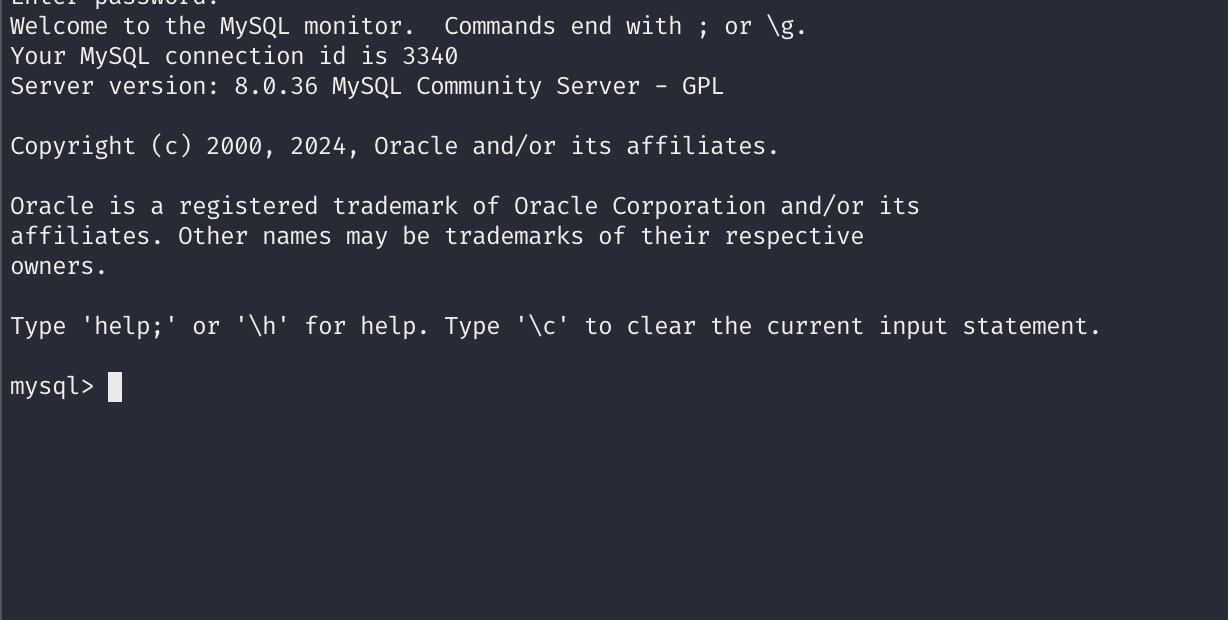 Enter password:
Welcome to the MySQL monitor.  Commands end with ; or \g.
Your MySQL connection id is 3340
Server version: 8.0.36 MySQL Community Server - GPL
Copyright (c) 2000, 2024, Oracle and/or its affiliates.
Oracle is a registered trademark of Oracle Corporation and/or its
affiliates. Other names may be trademarks of their respective
owners.
Type 'help;' or '\h' for help. Type '\c' to clear the current input statement.
mysql>